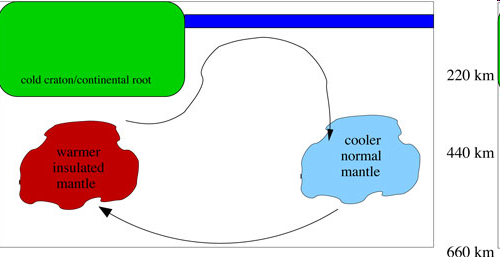 cold craton/continental root
220 km
warmer
insulated
mantle
cooler
normal
mantle
440 km
660 km